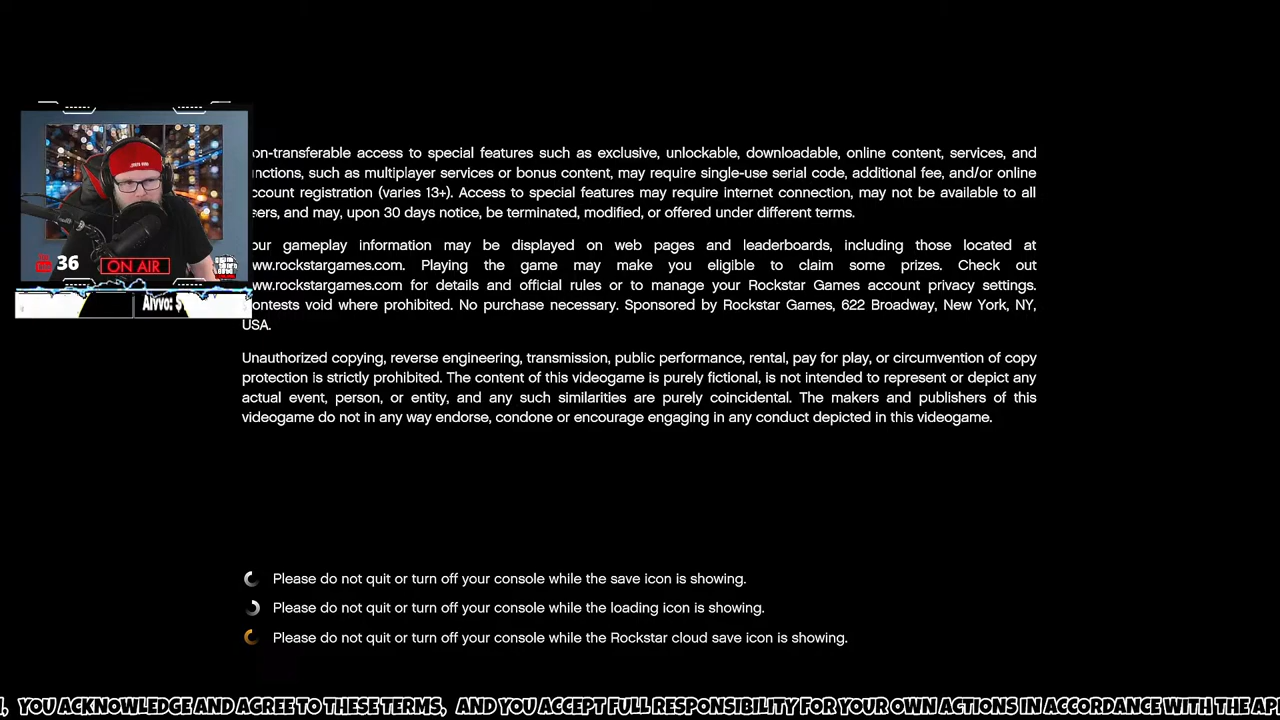 on-transferable access to special features such as exclusive, unlockable, downloadable, online content, services, and
unctions, such as multiplayer services or bonus content, may require single-use serial code, additional fee, and/or online
ccount registration (varies 13+). Access to special features may require internet connection, may not be available to all
sers, and may, upon 30 days notice, be terminated, modified, or offered under different terms.
our gameplay information may be displayed on web pages and leaderboards, including those located at
ww.rockstargames.com. Playing the game may make you eligible to claim some prizes. Check out
ww.rockstargames.com for details and official rules or to manage your Rockstar Games account privacy settings.
ontests void where prohibited. No purchase necessary. Sponsored by Rockstar Games, 622 Broadway, New York, NY,
USA.
36
ON AIR
Aivvo: $
Unauthorized copying, reverse engineering, transmission, public performance, rental, pay for play, or circumvention of copy
protection is strictly prohibited. The content of this videogame is purely fictional, is not intended to represent or depict any
actual event, person, or entity, and any such similarities are purely coincidental. The makers and publishers of this
videogame do not in any way endorse, condone or encourage engaging in any conduct depicted in this videogame.
Please do not quit or turn off your console while the save icon is showing.
Please do not quit or turn off your console while the loading icon is showing.
Please do not quit or turn off your console while the Rockstar cloud save icon is showing.
, YOU ACKNOWLEDGE AND AGREE TO THESE TERMS, AND YOU ACCEPT FULL RESPONSIBILITY FOR YOUR OWN ACTIONS IN ACCORDANCE WITH THE AP